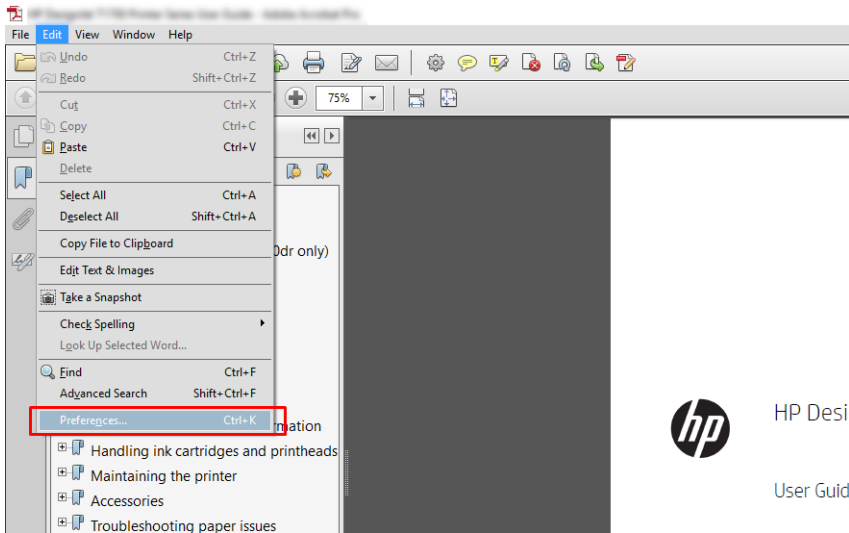 File Edit View Window Help
Undo Ctrl+Z
Redo Shift+Ctrl+Z
Cut Ctrl+X
Copy Ctrl+C
Paste Ctrl+V
Delete
Select All Ctrl+A
Deselect All Shift+Ctrl+A
Copy File to Clipboard
Edit Text & Images
Take a Snapshot
Check Spelling
Look Up Selected Word...
Find Ctrl+F
Advanced Search Shift+Ctrl+F
Preferences... Ctrl+K
75%
0dr only)
rmation
Handling ink cartridges and printheads
Maintaining the printer
Accessories
Troubleshooting paper issues
hp
HP Desi
User Guid